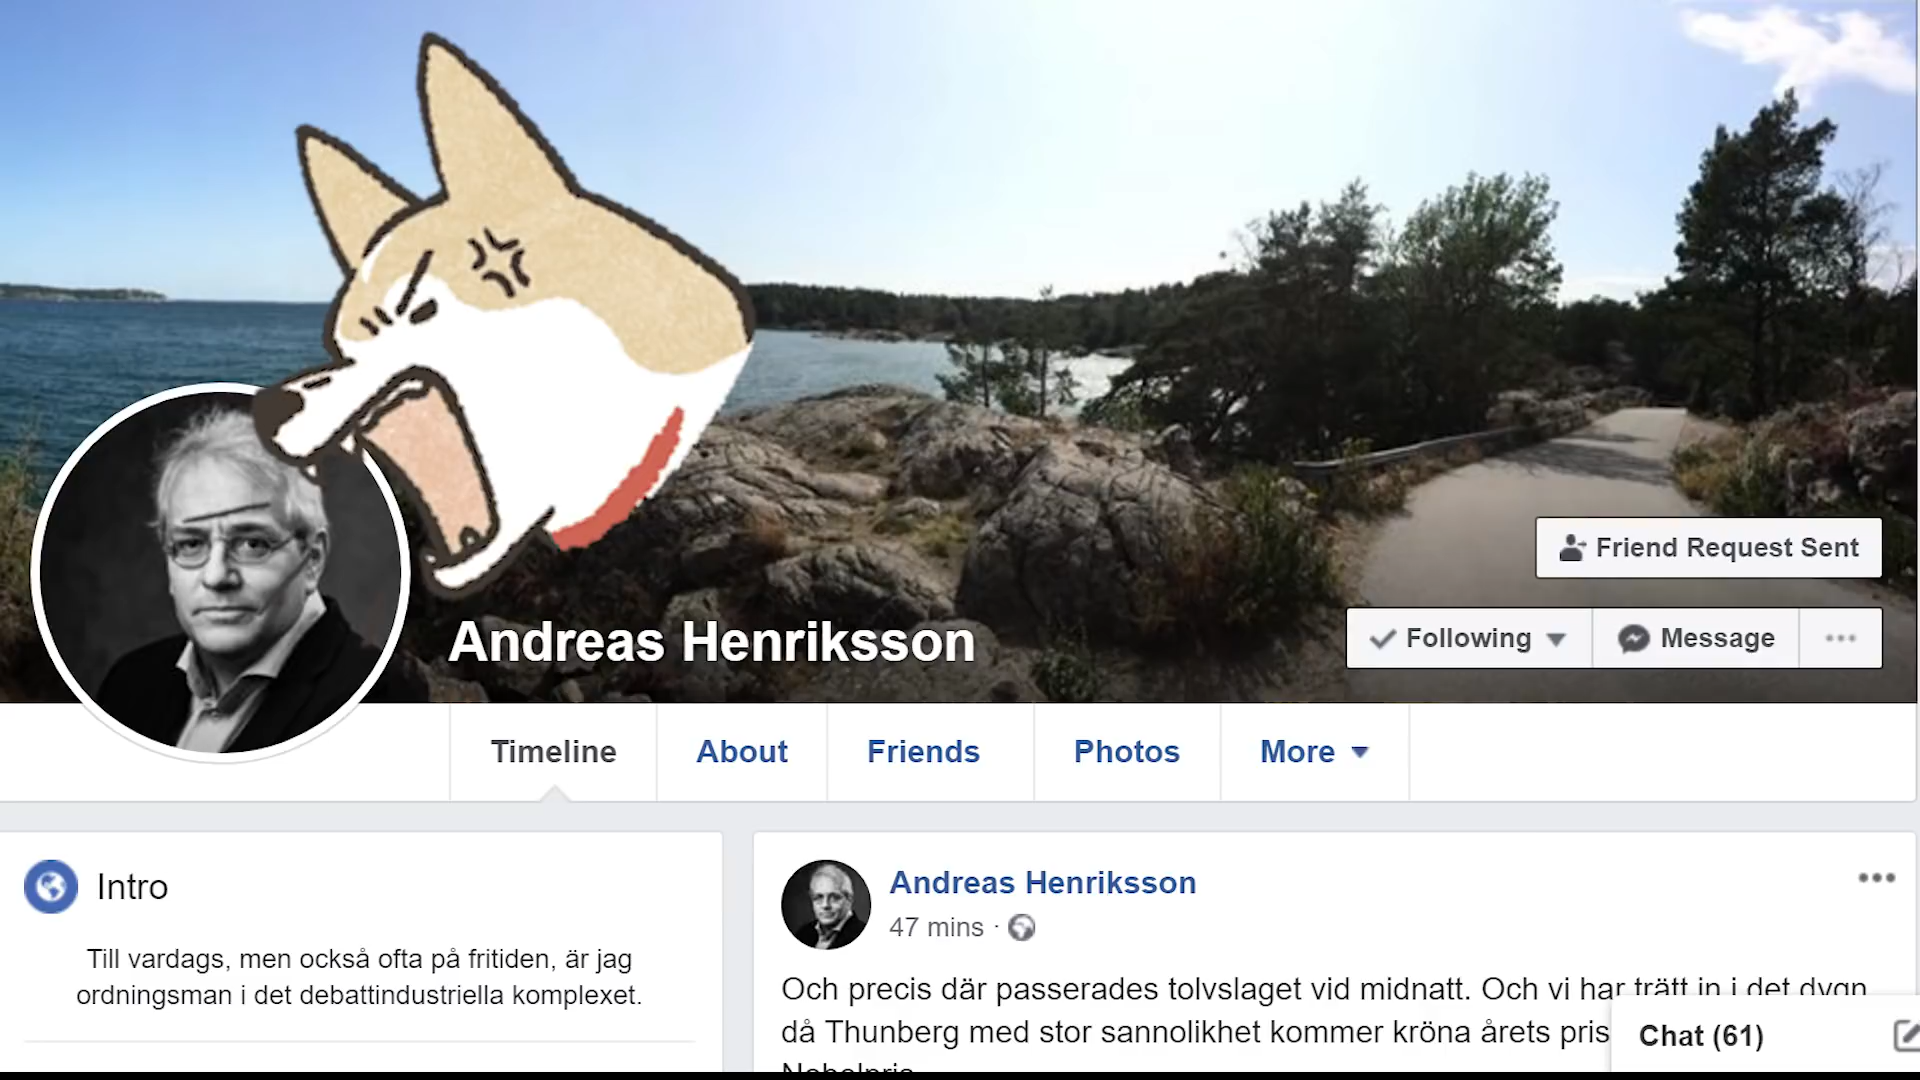 Friend Request Sent
Following
Message
Andreas Henriksson
Timeline
About
Friends
Photos
More
Intro
Till vardags, men också ofta på fritiden, är jag
ordningsman i det debattindustriella komplexet.
Andreas Henriksson
47 mins ·
Och precis där passerades tolvslaget vid midnatt. Och vi har trätt in i det dygn
då Thunberg med stor sannolikhet kommer kröna årets pris
Nobelpris
Chat (61)